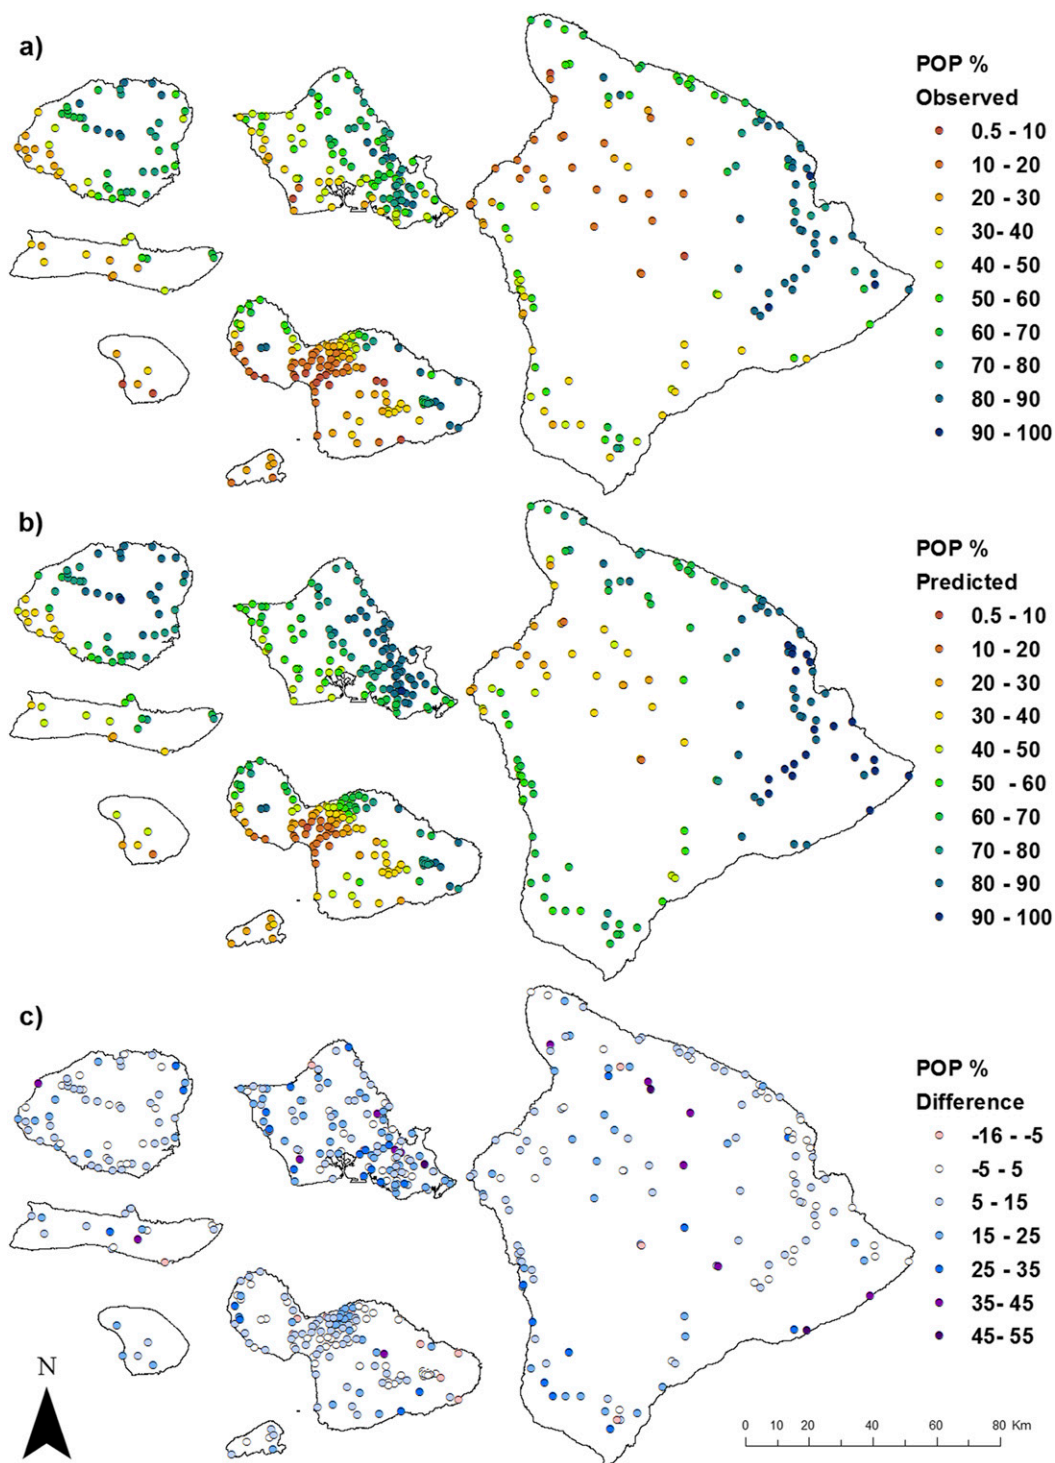 a)
POP %
Observed
0.5 - 10
10 - 20
20 - 30
30- 40
40 - 50
50 - 60
60 - 70
70 - 80
80 - 90
90 - 100
b)
POP %
Predicted
0.5 - 10
10 - 20
20 - 30
30 - 40
40 - 50
50 - 60
60 - 70
70 - 80
80 - 90
90 - 100
c)
POP %
Difference
-16 - -5
-5 - 5
5 - 15
15 - 25
25 - 35
35- 45
45- 55
N
0 10 20 40 60 80 Km